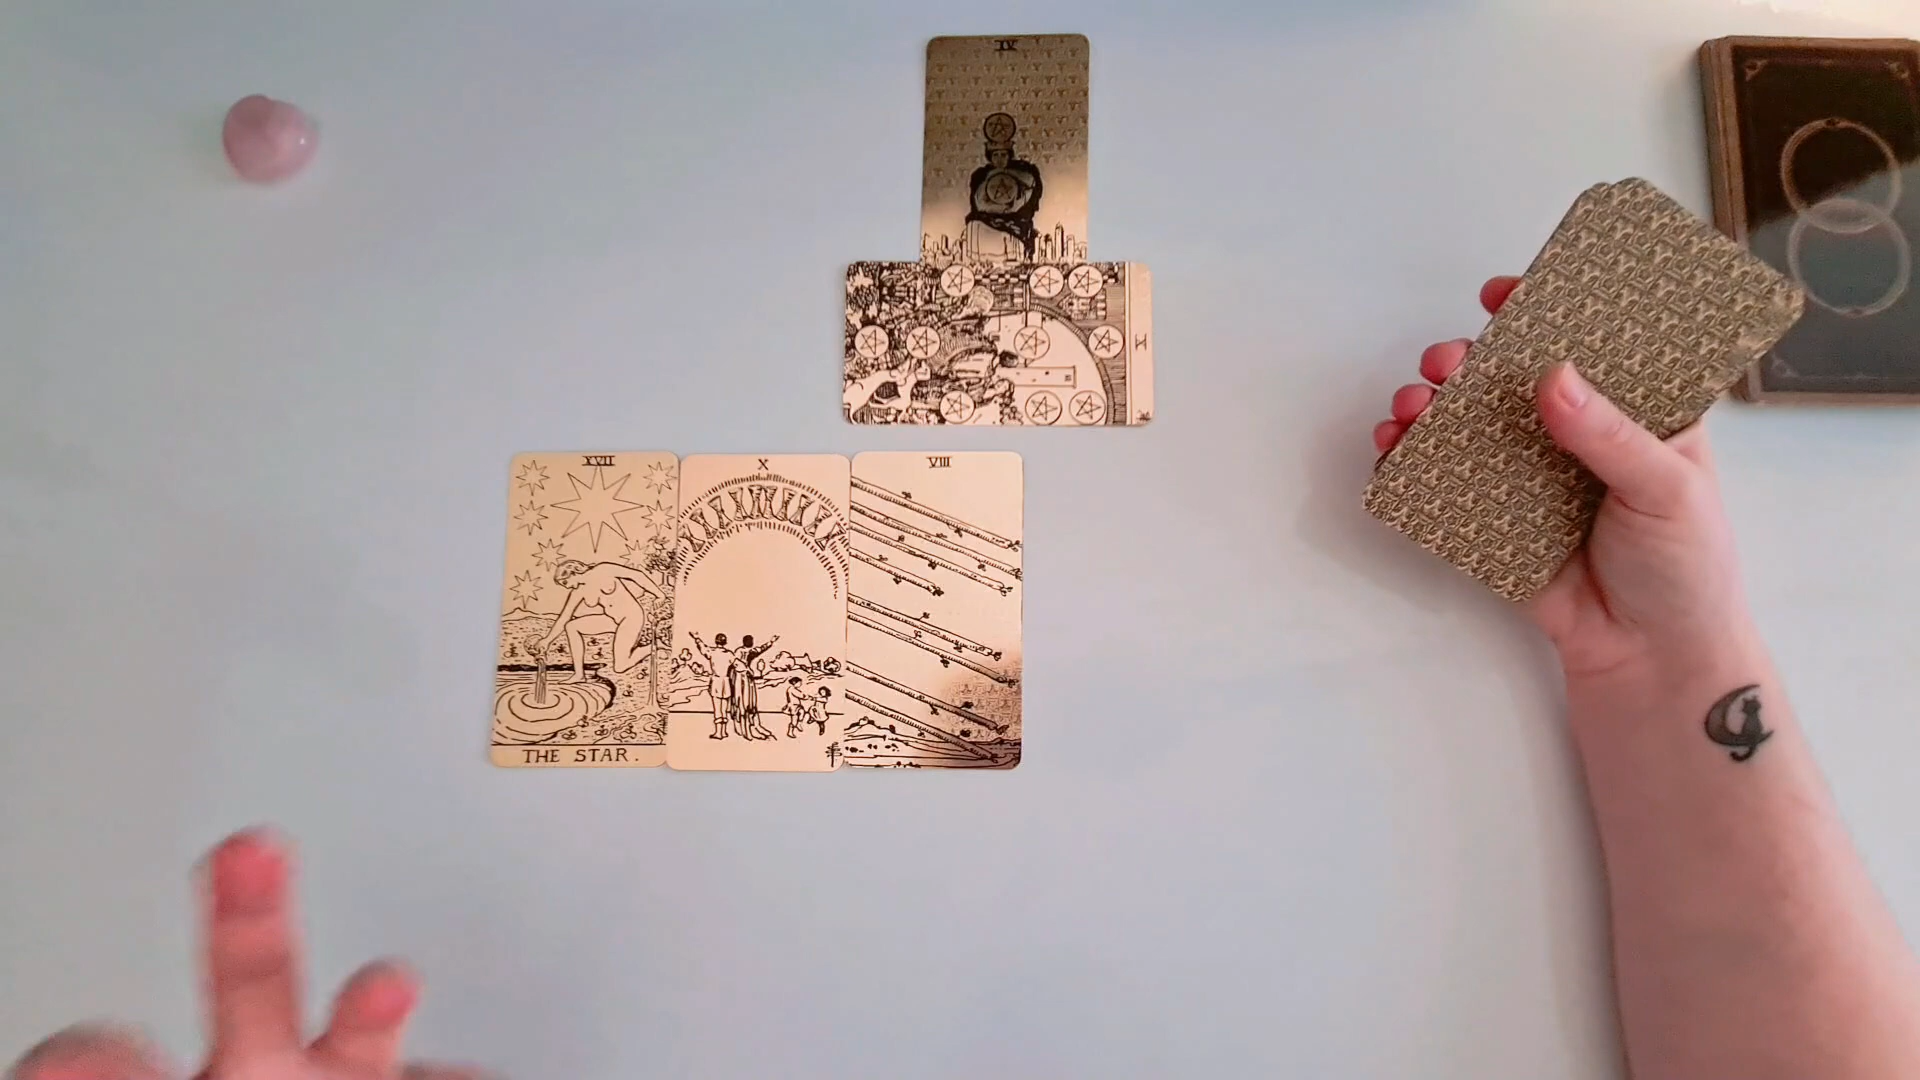 IV
X
XVII
X
VIII
THE STAR.